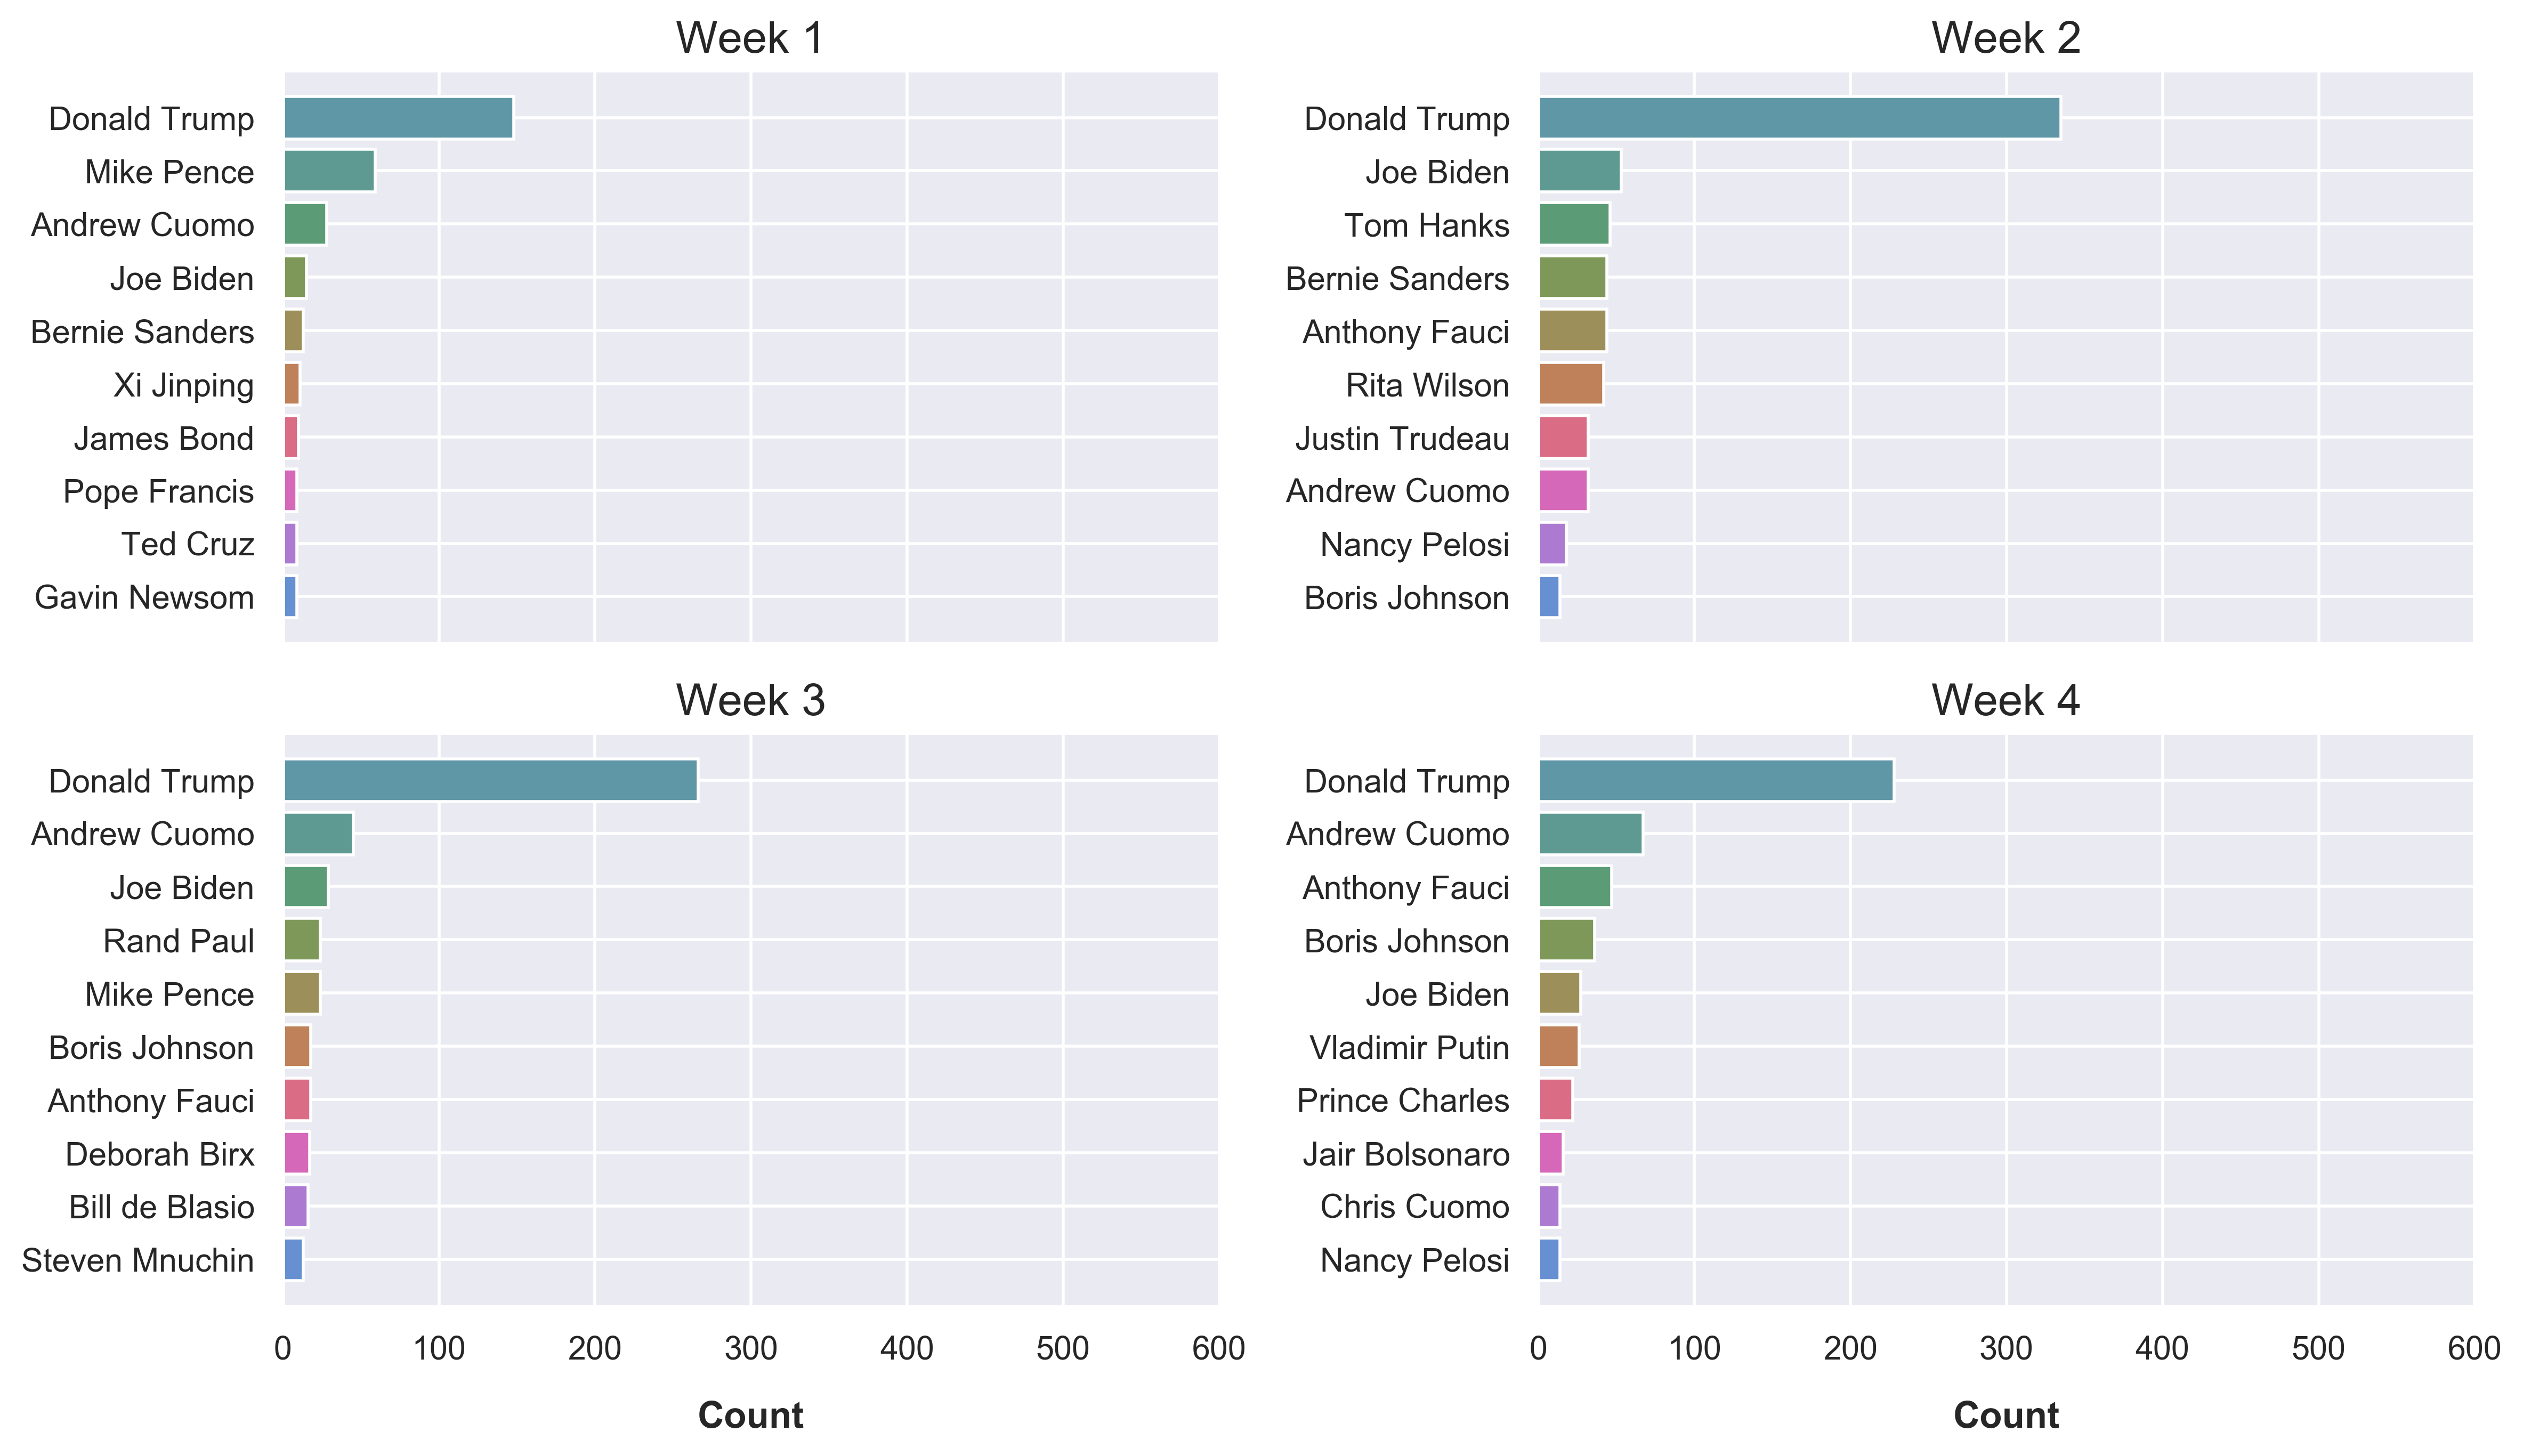 Week 1
Donald Trump
Mike Pence
Andrew Cuomo
Joe Biden
Bernie Sanders
Xi Jinping
James Bond
Pope Francis
Ted Cruz
Gavin Newsom
Week 2
Donald Trump
Joe Biden
Tom Hanks
Bernie Sanders
Anthony Fauci
Rita Wilson
Justin Trudeau
Andrew Cuomo
Nancy Pelosi
Boris Johnson
Week 3
Donald Trump
Andrew Cuomo
Joe Biden
Rand Paul
Mike Pence
Boris Johnson
Anthony Fauci
Deborah Birx
Bill de Blasio
Steven Mnuchin
0 100 200 300 400 500 600
Count
Week 4
Donald Trump
Andrew Cuomo
Anthony Fauci
Boris Johnson
Joe Biden
Vladimir Putin
Prince Charles
Jair Bolsonaro
Chris Cuomo
Nancy Pelosi
0 100 200 300 400 500 600
Count